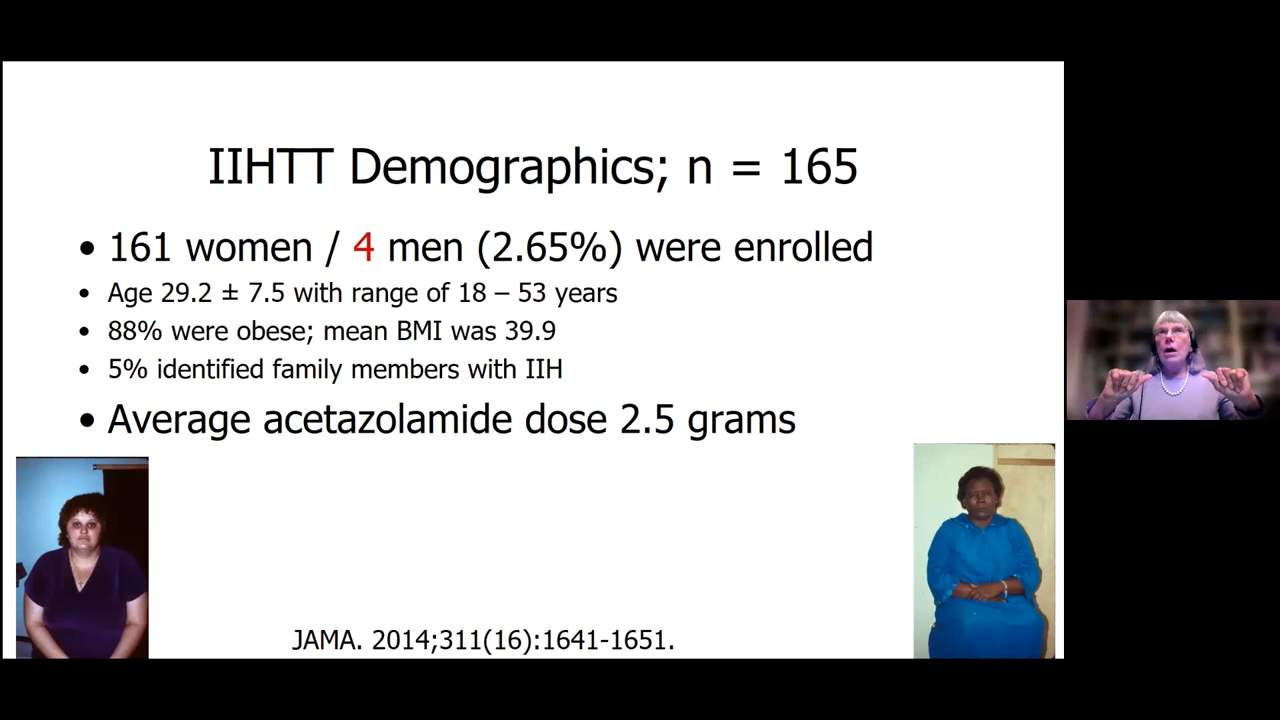 IIHTT Demographics; n = 165
• 161 women / 4 men (2.65%) were enrolled
• Age 29.2 ± 7.5 with range of 18 – 53 years
• 88% were obese; mean BMI was 39.9
• 5% identified family members with IIH
• Average acetazolamide dose 2.5 grams
JAMA. 2014;311(16):1641-1651.